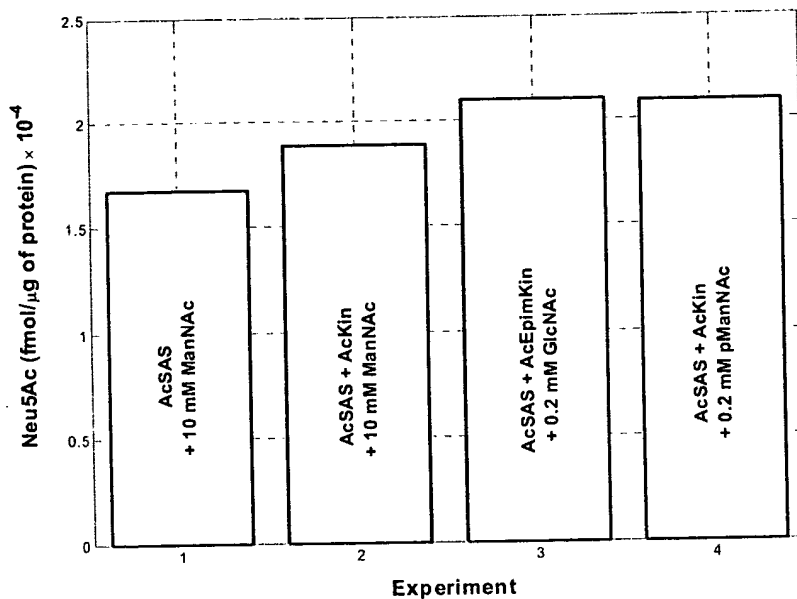 2.5
2
1.5
1
0.5
0
Neu5Ac (fmol/μg of protein) × 10⁻⁴
AcSAS
+ 10 mM ManNAc
AcSAS + AcKin
+ 10 mM ManNAc
AcSAS + AcEpimKin
+ 0.2 mM GlcNAc
AcSAS + AcKin
+ 0.2 mM pManNAc
1 2 3 4
Experiment